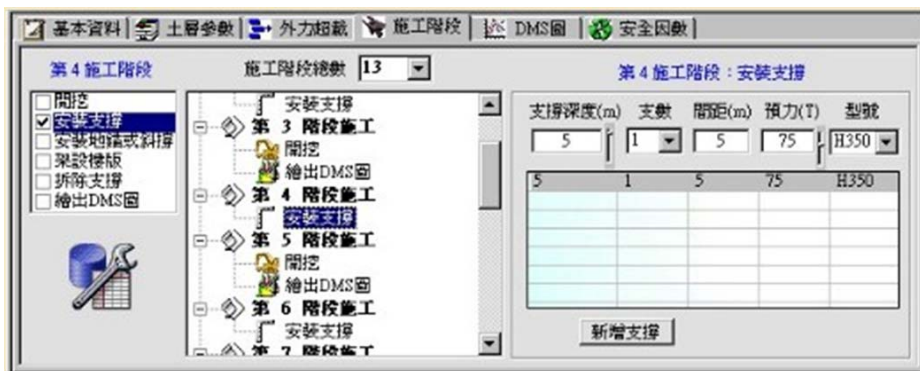 基本資料 土層參數 外力超載 施工階段 DMS圖 安全因數
第 4 施工階段
施工階段總數 13
開挖
安裝支撐
安裝地錨或斜撐
架設樓版
拆除支撐
繪出DMS圖
安裝支撐
第 3 階段施工
開挖
繪出DMS圖
第 4 階段施工
安裝支撐
第 5 階段施工
開挖
繪出DMS圖
第 6 階段施工
安裝支撐
第 7 階段施工
第 4 施工階段：安裝支撐
支撐深度(m) 支數 間距(m) 預力(T) 型號
5 1 5 75 H350
5 1 5 75 H350
新增支撐